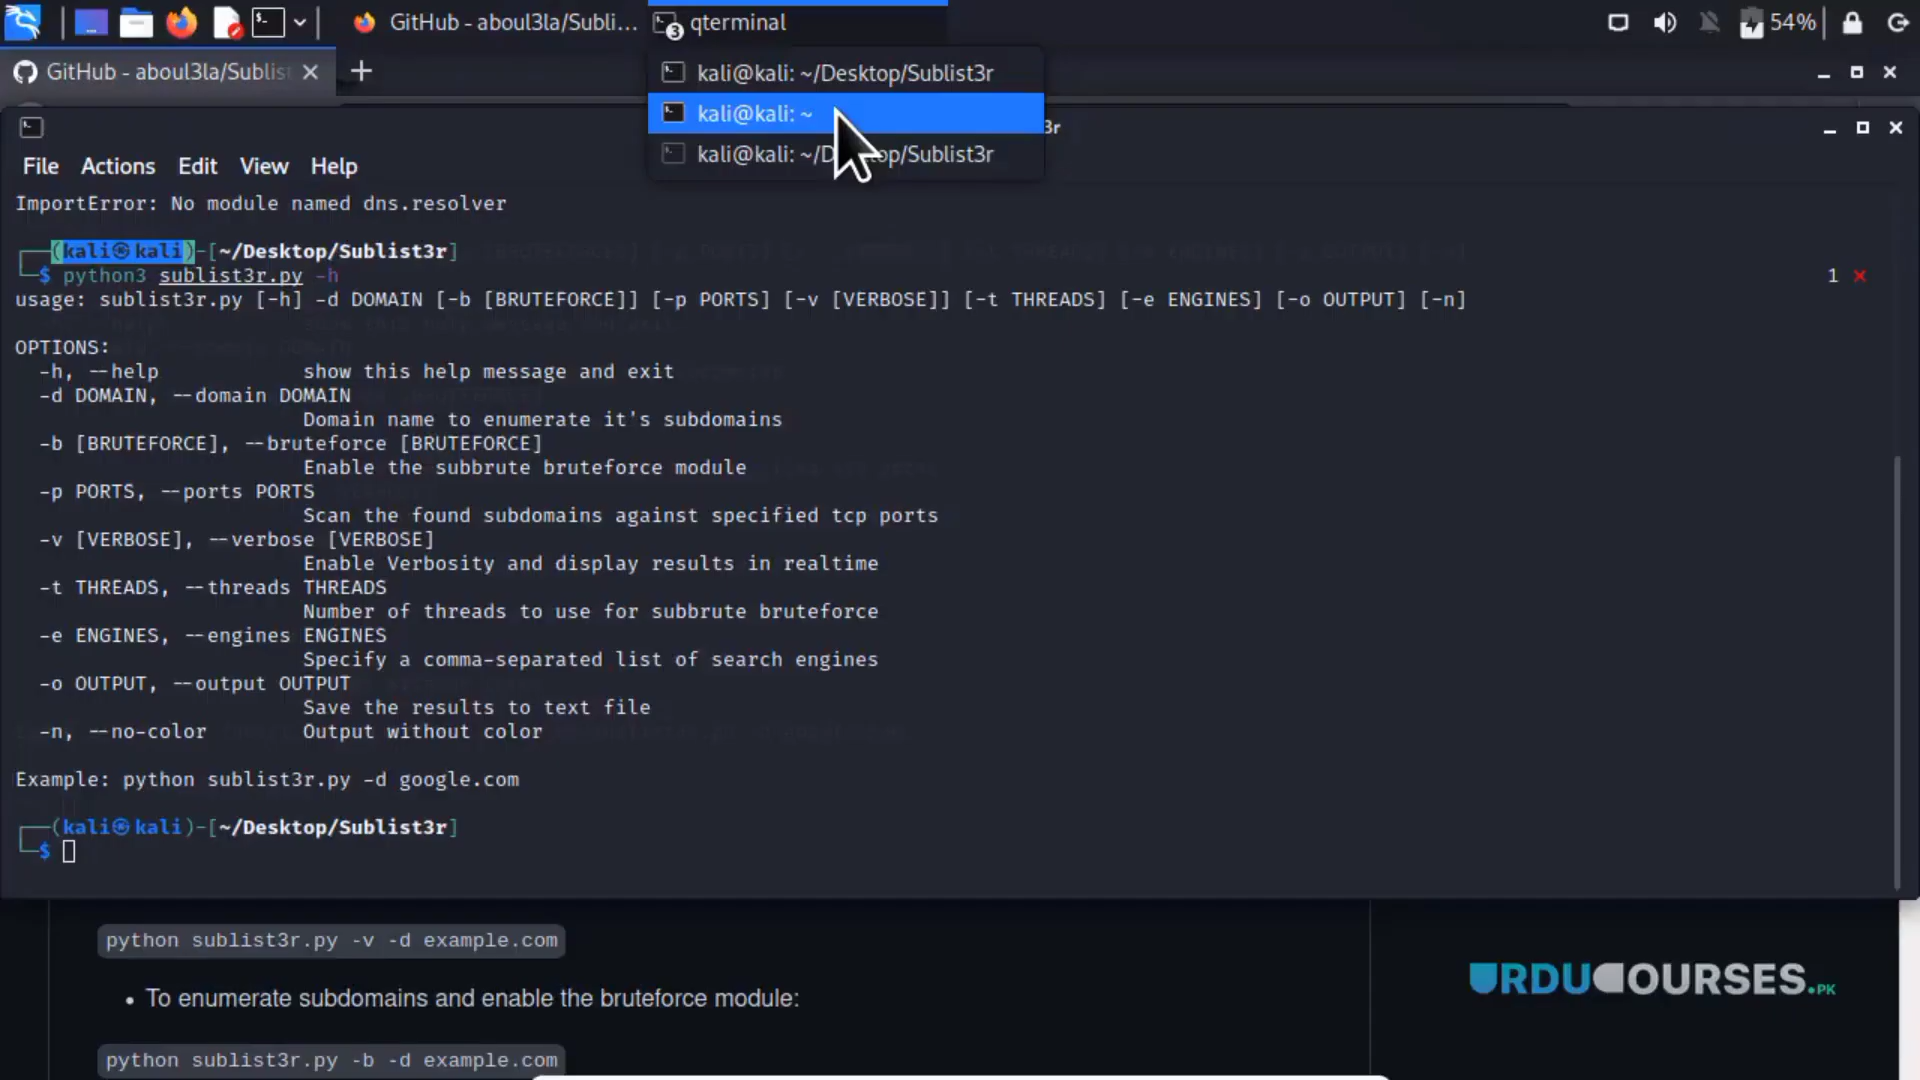 GitHub - aboul3la/Subli...
3
qterminal
54%
GitHub - aboul3la/Sublist
kali@kali: ~/Desktop/Sublist3r
kali@kali: ~
kali@kali: ~/D top/Sublist3r
3r
File Actions Edit View Help
ImportError: No module named dns.resolver
(kali㉿kali)-[~/Desktop/Sublist3r]
$ python3 sublist3r.py -h
1 ×
usage: sublist3r.py [-h] -d DOMAIN [-b [BRUTEFORCE]] [-p PORTS] [-v [VERBOSE]] [-t THREADS] [-e ENGINES] [-o OUTPUT] [-n]
OPTIONS:
-h, --help show this help message and exit
-d DOMAIN, --domain DOMAIN
Domain name to enumerate it's subdomains
-b [BRUTEFORCE], --bruteforce [BRUTEFORCE]
Enable the subbrute bruteforce module
-p PORTS, --ports PORTS
Scan the found subdomains against specified tcp ports
-v [VERBOSE], --verbose [VERBOSE]
Enable Verbosity and display results in realtime
-t THREADS, --threads THREADS
Number of threads to use for subbrute bruteforce
-e ENGINES, --engines ENGINES
Specify a comma-separated list of search engines
-o OUTPUT, --output OUTPUT
Save the results to text file
-n, --no-color Output without color
Example: python sublist3r.py -d google.com
(kali㉿kali)-[~/Desktop/Sublist3r]
$
python sublist3r.py -v -d example.com
• To enumerate subdomains and enable the bruteforce module:
python sublist3r.py -b -d example.com
URDUCOURSES.PK